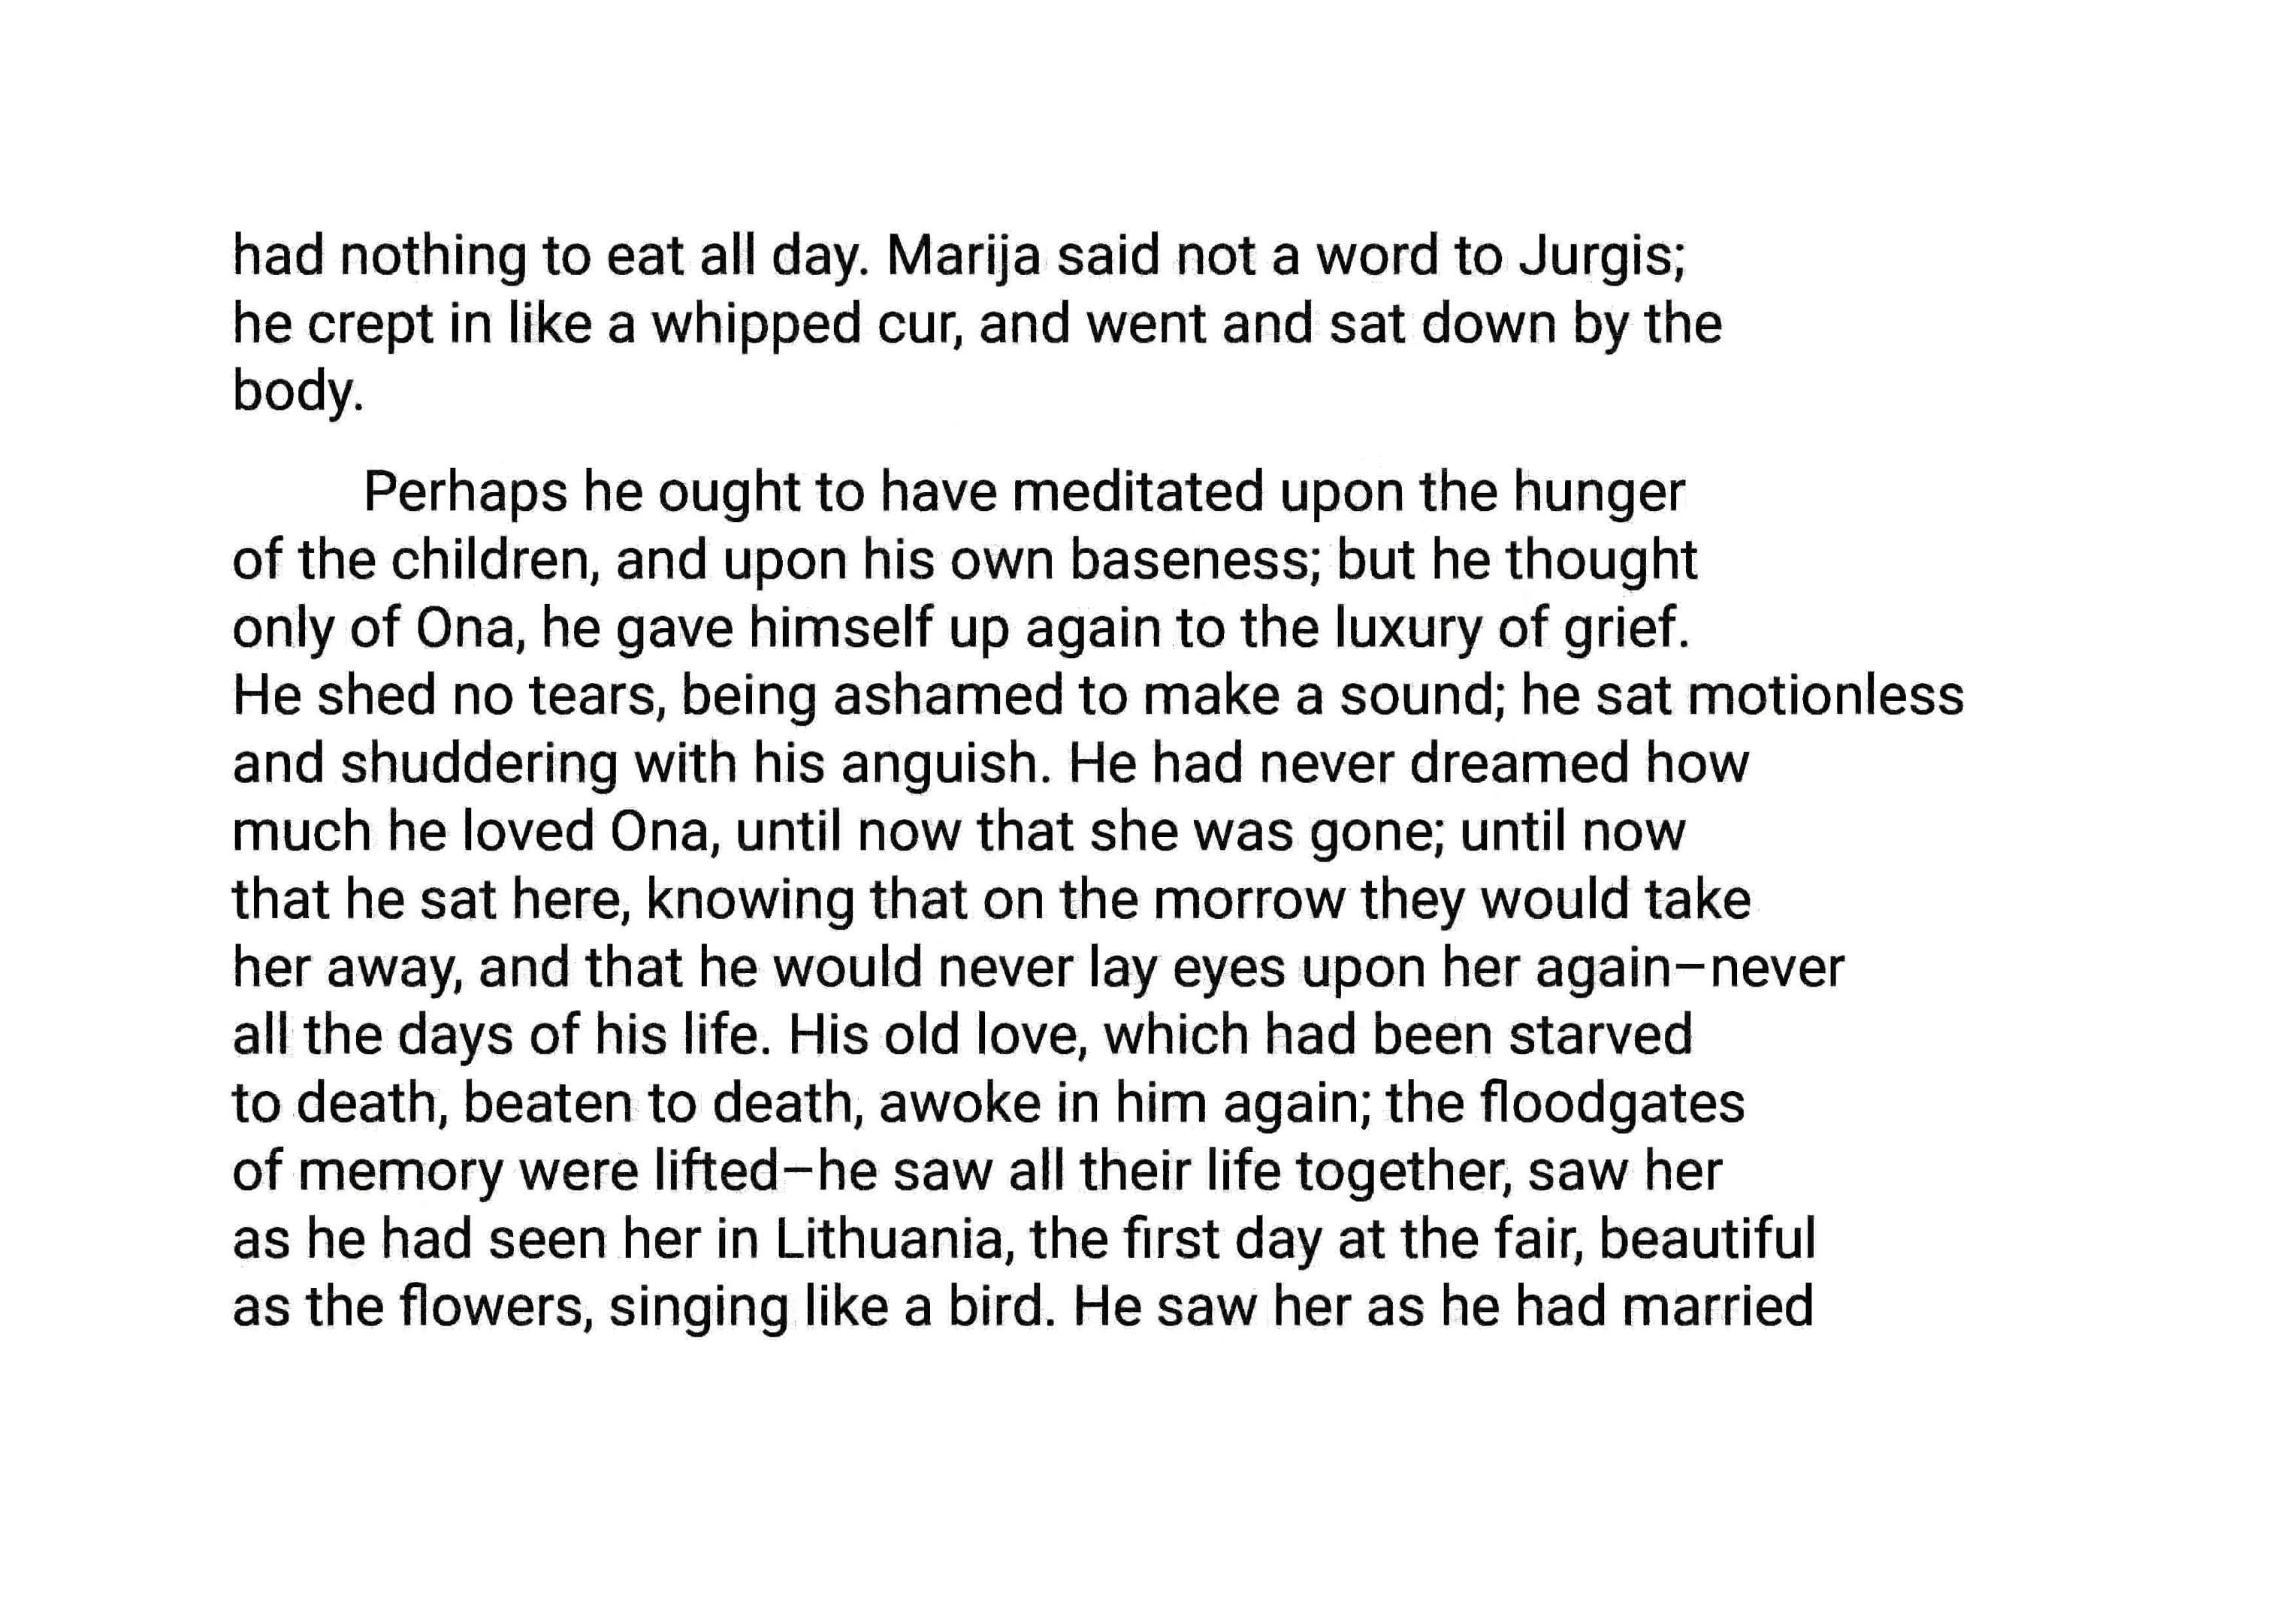 had nothing to eat all day. Marija said not a word to Jurgis;
he crept in like a whipped cur, and went and sat down by the
body.
Perhaps he ought to have meditated upon the hunger
of the children, and upon his own baseness; but he thought
only of Ona, he gave himself up again to the luxury of grief.
He shed no tears, being ashamed to make a sound; he sat motionless
and shuddering with his anguish. He had never dreamed how
much he loved Ona, until now that she was gone; until now
that he sat here, knowing that on the morrow they would take
her away, and that he would never lay eyes upon her again–never
all the days of his life. His old love, which had been starved
to death, beaten to death, awoke in him again; the floodgates
of memory were lifted–he saw all their life together, saw her
as he had seen her in Lithuania, the first day at the fair, beautiful
as the flowers, singing like a bird. He saw her as he had married